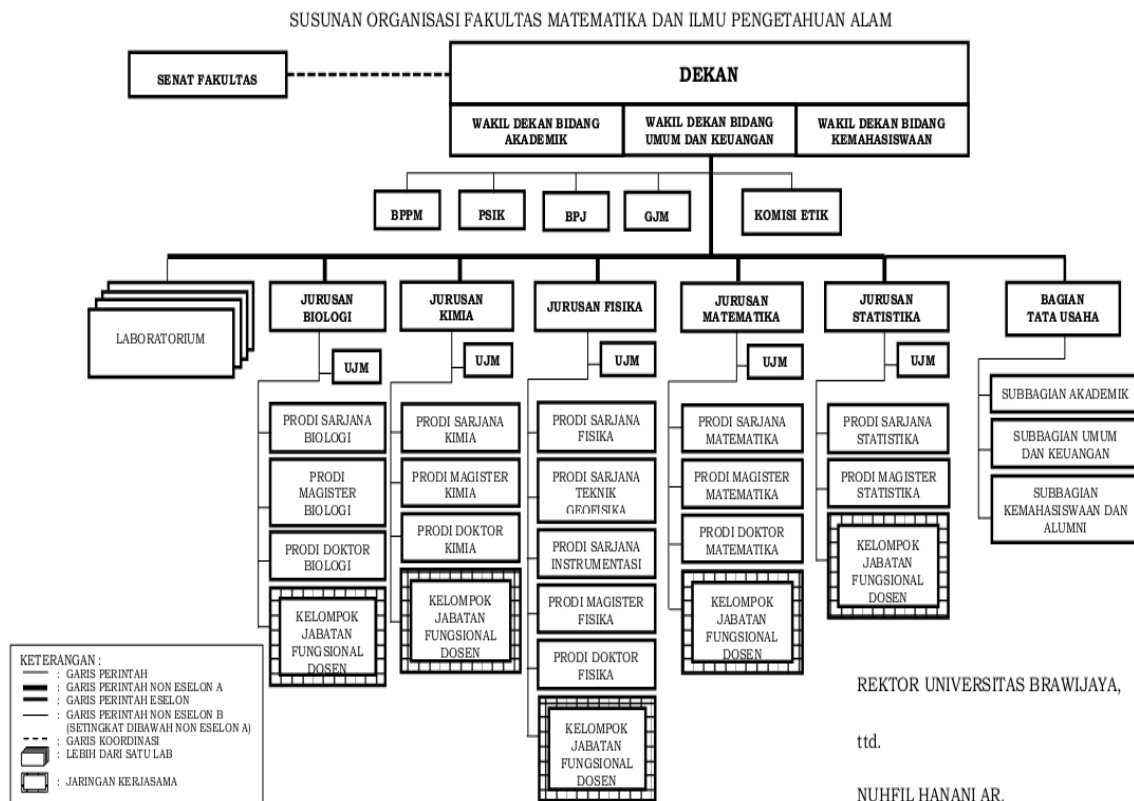 SUSUNAN ORGANISASI FAKULTAS MATEMATIKA DAN ILMU PENGETAHUAN ALAM
SENAT FAKULTAS
DEKAN
WAKIL DEKAN BIDANG
AKADEMIK
WAKIL DEKAN BIDANG
UMUM DAN KEUANGAN
WAKIL DEKAN BIDANG
KEMAHASISWAAN
BPPM
PSIK
BPJ
GJM
KOMISI ETIK
LABORATORIUM
JURUSAN
BIOLOGI
UJM
PRODI SARJANA
BIOLOGI
PRODI
MAGISTER
BIOLOGI
PRODI DOKTOR
BIOLOGI
KELOMPOK
JABATAN
FUNGSIONAL
DOSEN
JURUSAN
KIMIA
UJM
PRODI SARJANA
KIMIA
PRODI MAGISTER
KIMIA
PRODI DOKTOR
KIMIA
KELOMPOK
JABATAN
FUNGSIONAL
DOSEN
JURUSAN FISIKA
UJM
PRODI SARJANA
FISIKA
PRODI SARJANA
TEKNIK
GEOFISIKA
PRODI SARJANA
INSTRUMENTASI
PRODI MAGISTER
FISIKA
PRODI DOKTOR
FISIKA
KELOMPOK
JABATAN
FUNGSIONAL
DOSEN
JURUSAN
MATEMATIKA
UJM
PRODI SARJANA
MATEMATIKA
PRODI MAGISTER
MATEMATIKA
PRODI DOKTOR
MATEMATIKA
KELOMPOK
JABATAN
FUNGSIONAL
DOSEN
JURUSAN
STATISTIKA
UJM
PRODI SARJANA
STATISTIKA
PRODI MAGISTER
STATISTIKA
KELOMPOK
JABATAN
FUNGSIONAL
DOSEN
BAGIAN
TATA USAHA
SUBBAGIAN AKADEMIK
SUBBAGIAN UMUM
DAN KEUANGAN
SUBBAGIAN
KEMAHASISWAAN DAN
ALUMNI
KETERANGAN :
: GARIS PERINTAH
: GARIS PERINTAH NON ESELON A
: GARIS PERINTAH ESELON
: GARIS PERINTAH NON ESELON B
(SETINGKAT DIBAWAH NON ESELON A)
: GARIS KOORDINASI
: LEBIH DARI SATU LAB
: JARINGAN KERJASAMA
REKTOR UNIVERSITAS BRAWIJAYA,
ttd.
NUHFIL HANANI AR.